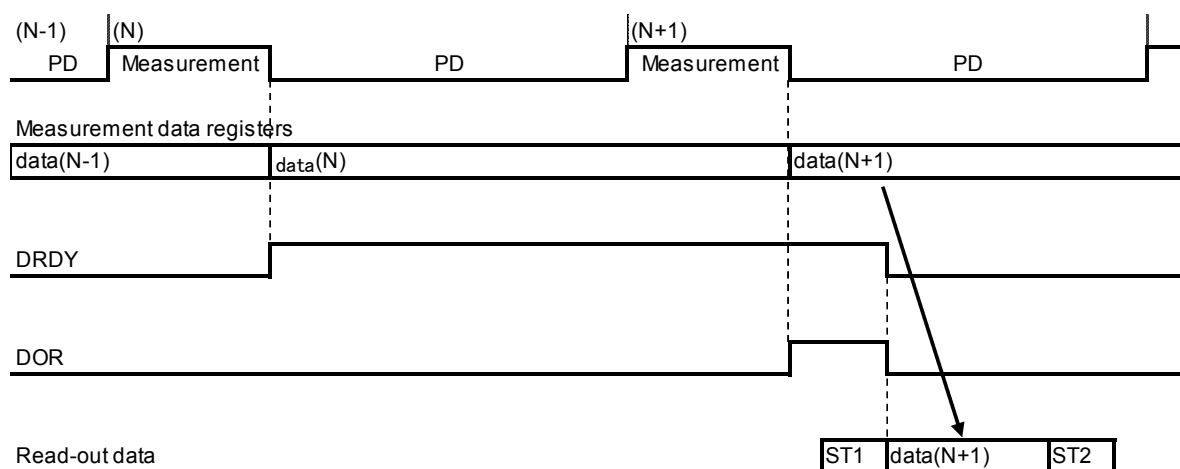 (N-1) (N) (N+1)
PD Measurement PD Measurement PD
Measurement data registers
data(N-1) data(N) data(N+1)
DRDY
DOR
Read-out data ST1 data(N+1) ST2